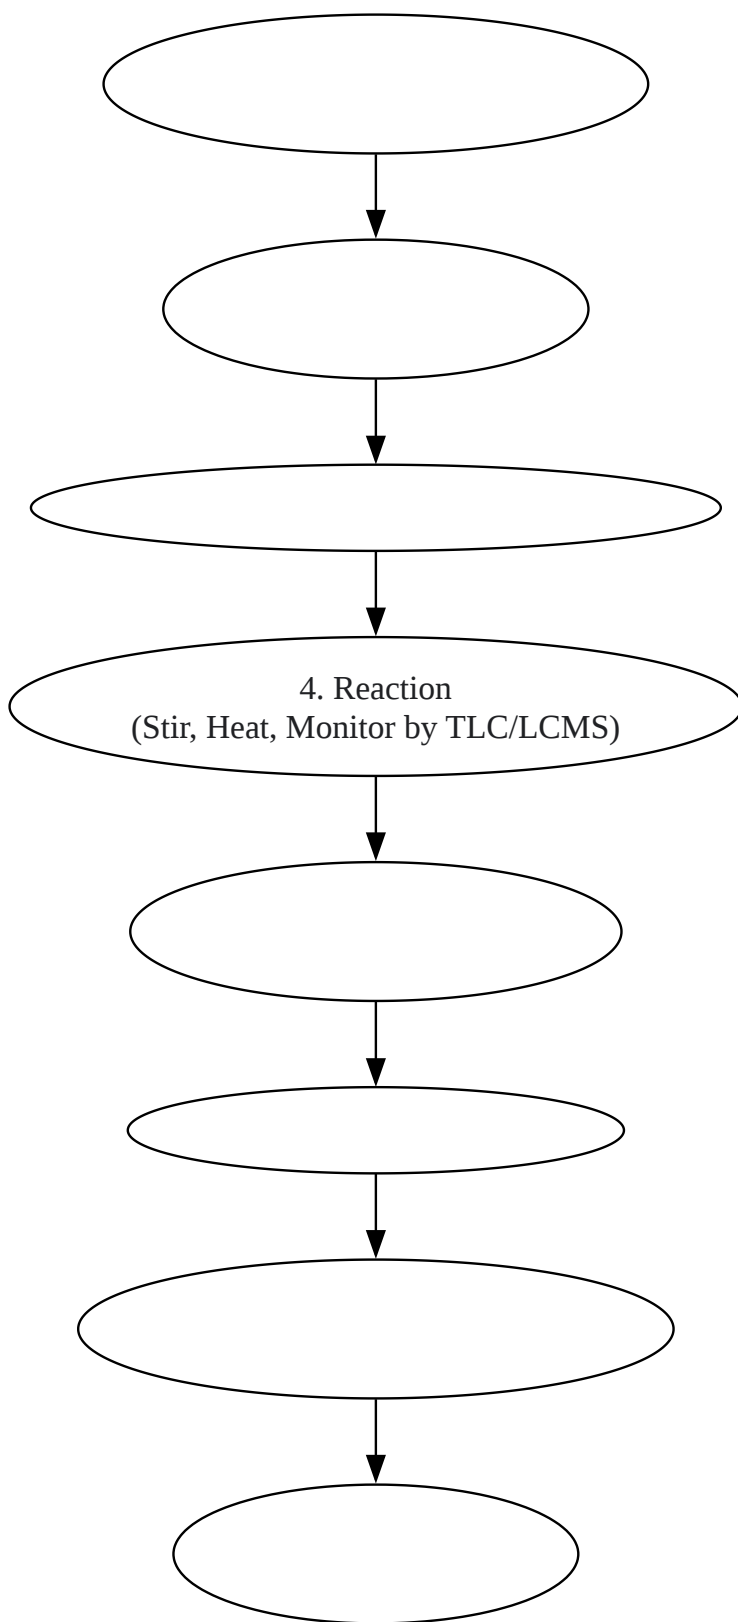 4. Reaction
(Stir, Heat, Monitor by TLC/LCMS)